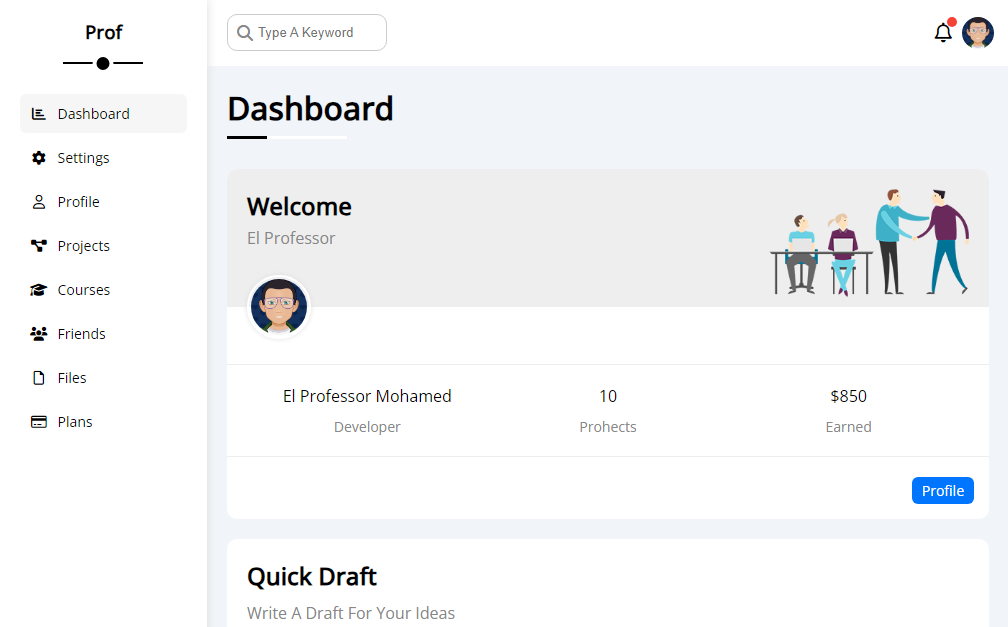 Prof
Type A Keyword
Dashboard
Settings
Profile
Projects
Courses
Friends
Files
Plans
Dashboard
Welcome
El Professor
El Professor Mohamed
Developer
10
Prohects
$850
Earned
Profile
Quick Draft
Write A Draft For Your Ideas